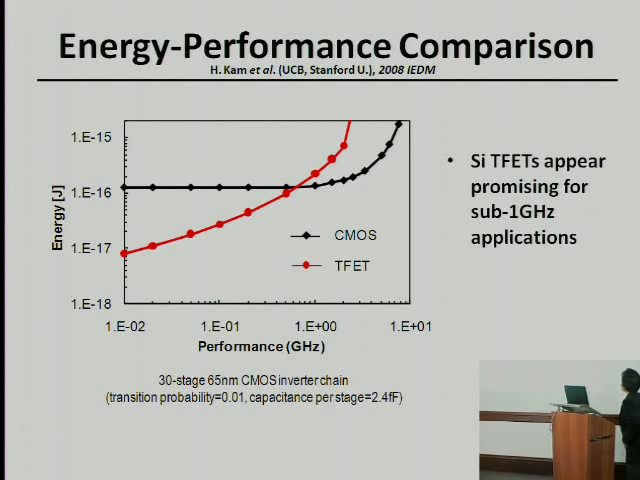 Energy-Performance Comparison
H. Kam et al. (UCB, Stanford U.), 2008 IEDM
1.E-15
1.E-16
1.E-17
1.E-18
Energy [J]
CMOS
TFET
1.E-02 1.E-01 1.E+00 1.E+01
Performance (GHz)
30-stage 65nm CMOS inverter chain
(transition probability=0.01, capacitance per stage=2.4fF)
• Si TFETs appear
promising for
sub-1GHz
applications